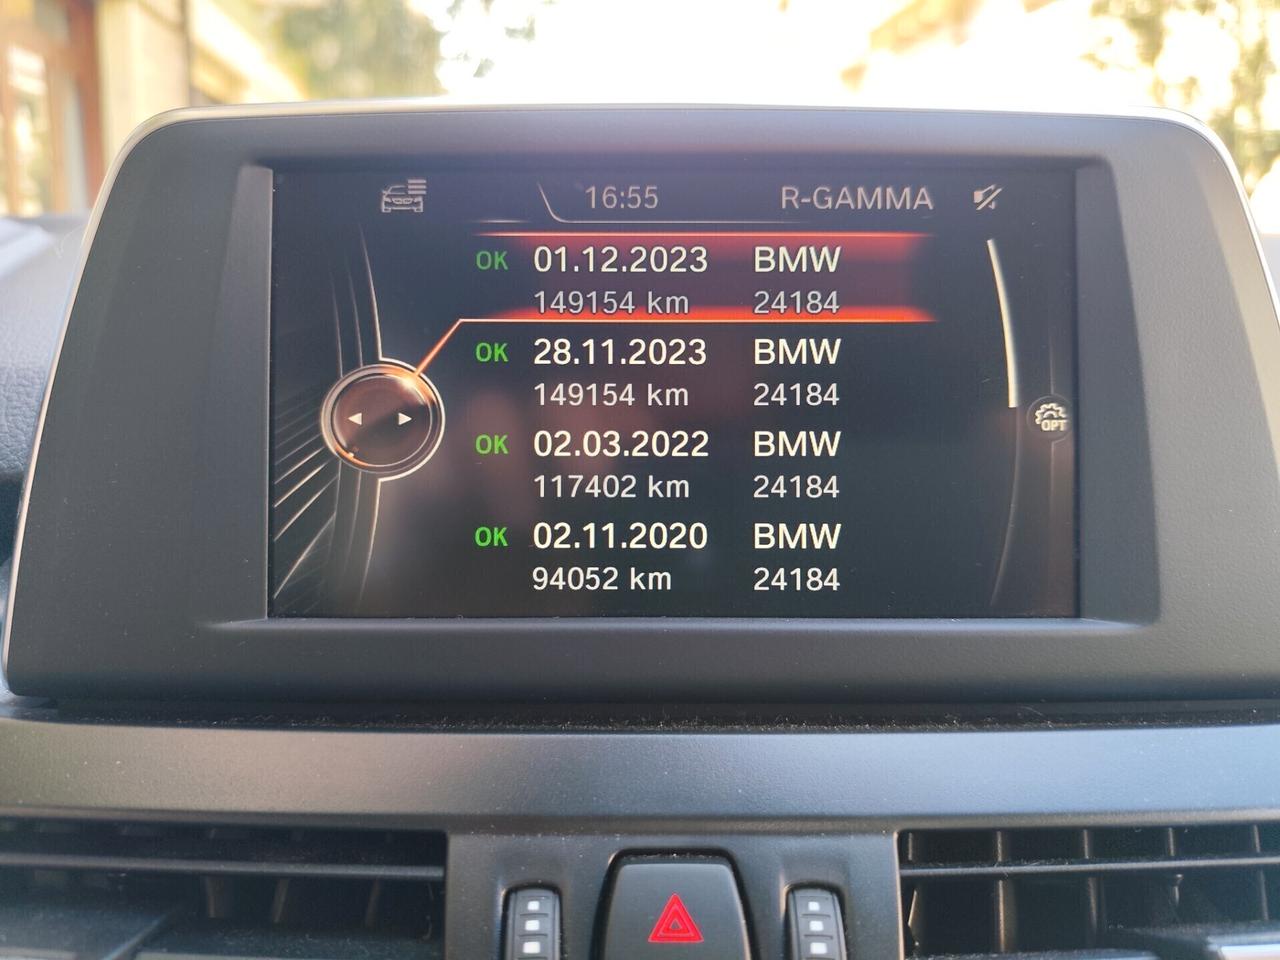 16:55 R-GAMMA
OK 01.12.2023 BMW
149154 km 24184
OK 28.11.2023 BMW
149154 km 24184
OK 02.03.2022 BMW
117402 km 24184
OK 02.11.2020 BMW
94052 km 24184
OPT